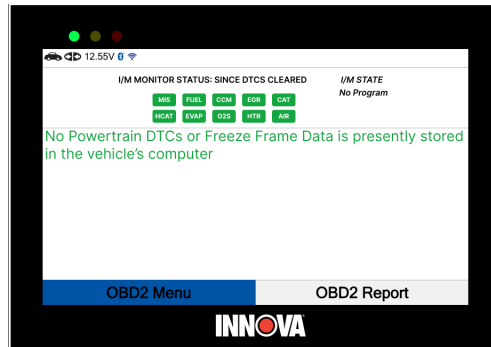 12.55V
I/M MONITOR STATUS: SINCE DTCS CLEARED I/M STATE
No Program
MIS FUEL CCM EGR CAT
HCAT EVAP O2S HTR AIR
No Powertrain DTCs or Freeze Frame Data is presently stored
in the vehicle's computer
OBD2 Menu OBD2 Report
INNOVA